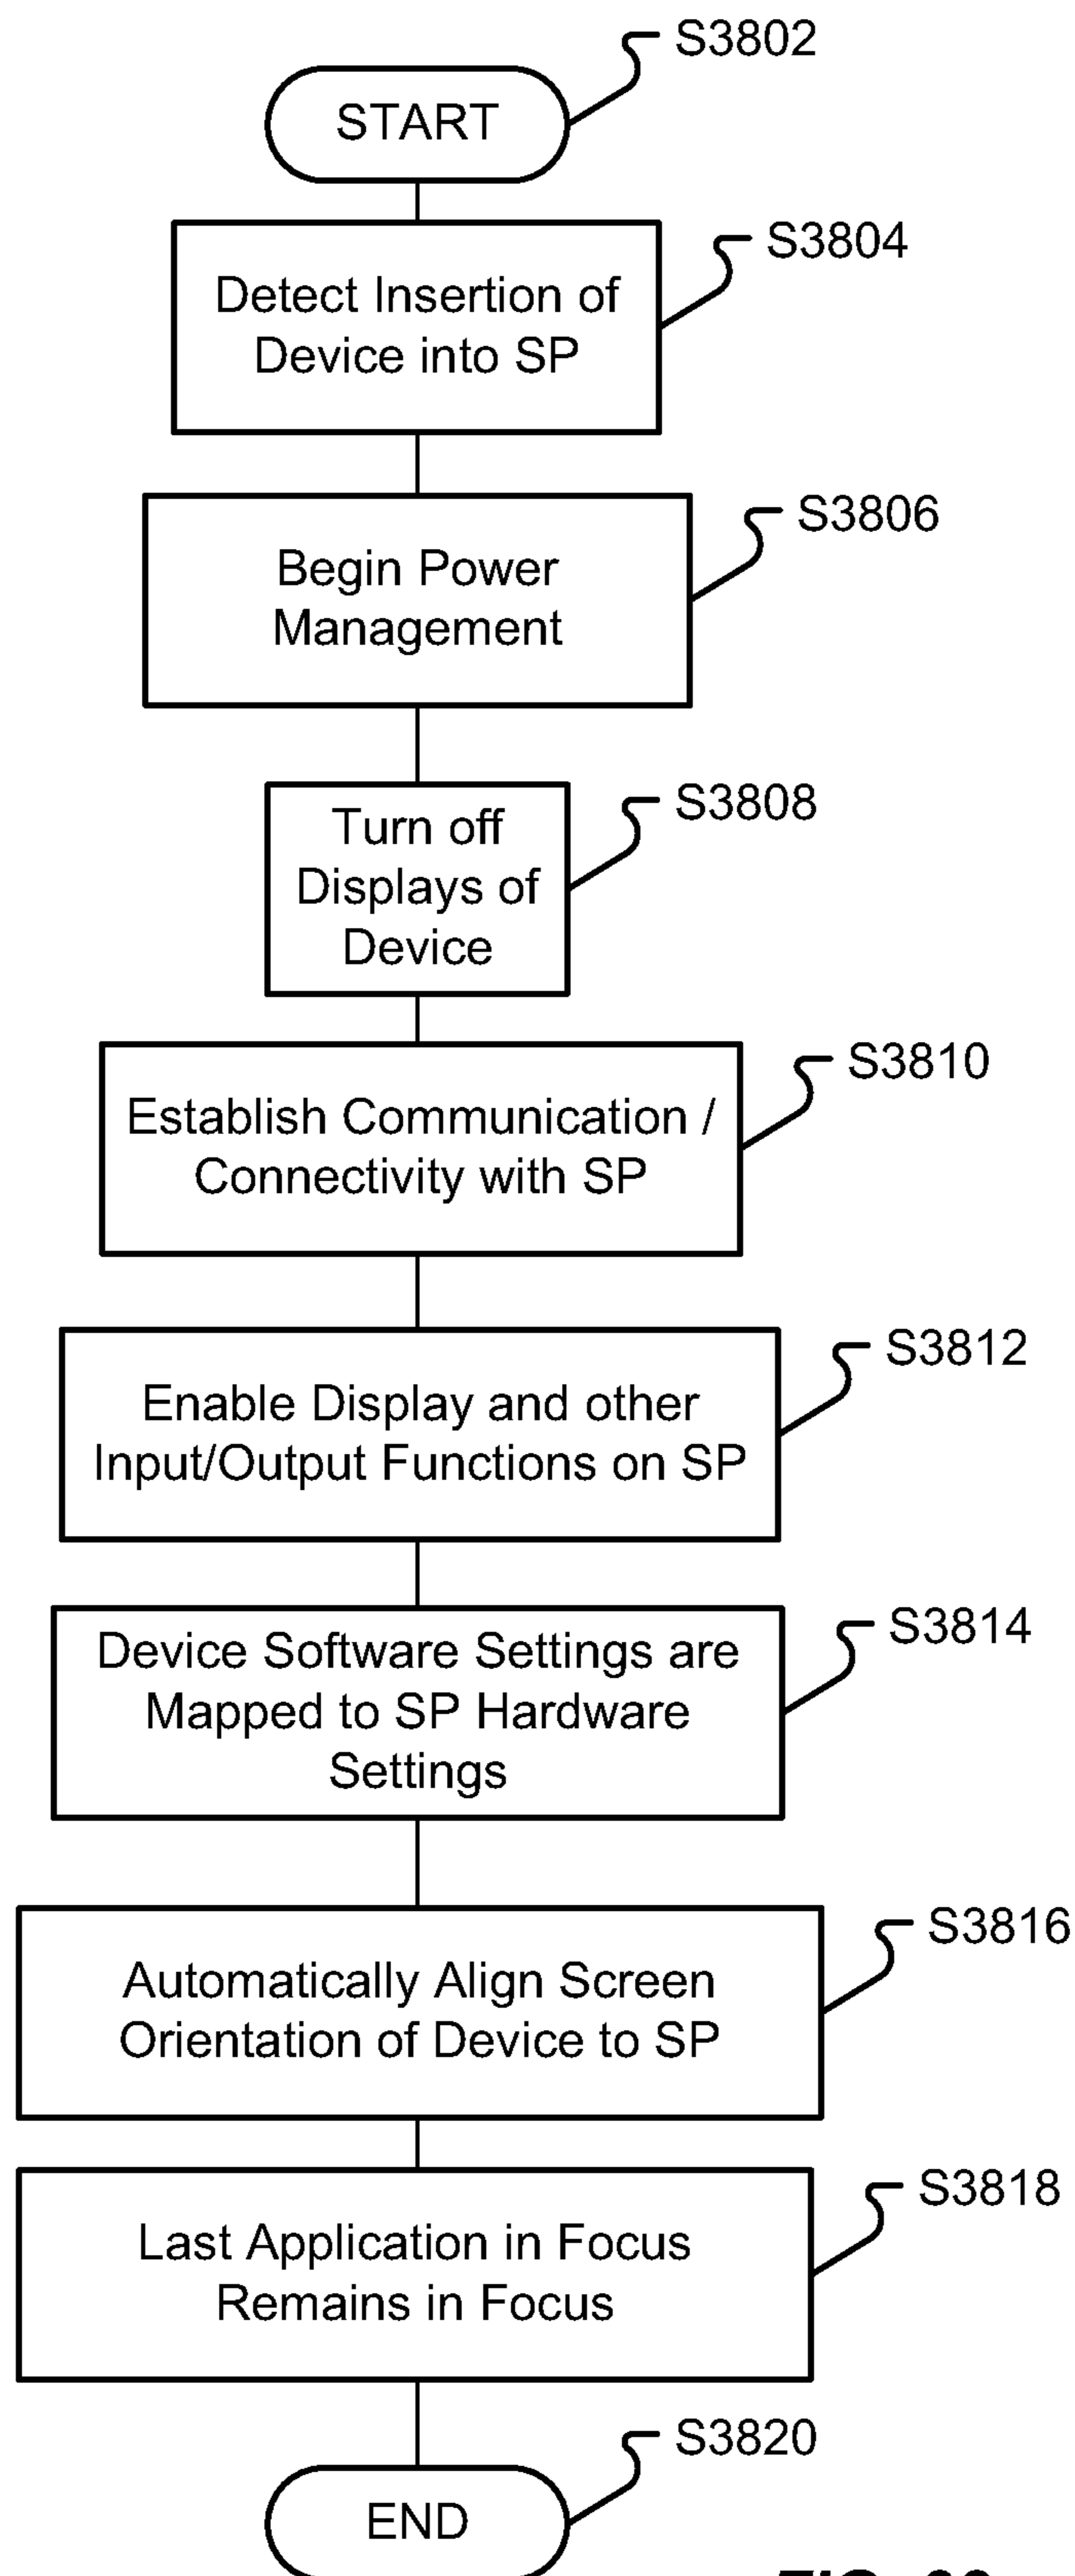 S3802
START
S3804
Detect Insertion of
Device into SP
S3806
Begin Power
Management
S3808
Turn off
Displays of
Device
S3810
Establish Communication /
Connectivity with SP
S3812
Enable Display and other
Input/Output Functions on SP
S3814
Device Software Settings are
Mapped to SP Hardware
Settings
S3816
Automatically Align Screen
Orientation of Device to SP
S3818
Last Application in Focus
Remains in Focus
S3820
END